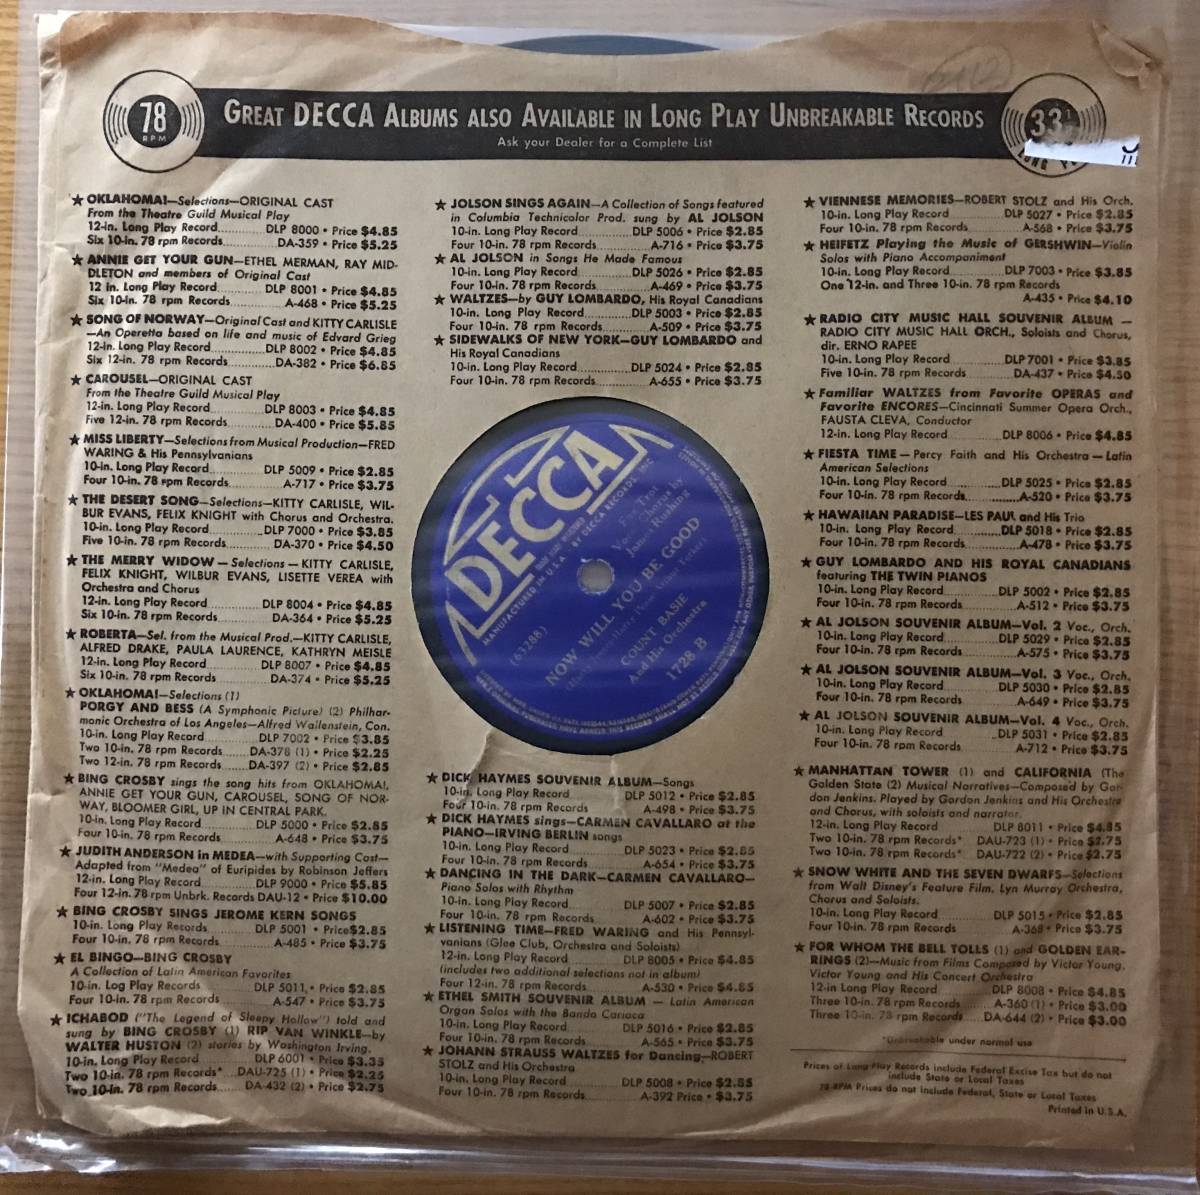 78
RPM
GREAT DECCA ALBUMS ALSO AVAILABLE IN LONG PLAY UNBREAKABLE RECORDS
Ask your Dealer for a Complete List
33
★ OKLAHOMA!—Selections—ORIGINAL CAST
From the Theatre Guild Musical Play
12-in. Long Play Record DLP 8000 • Price $4.85
Six 10-in. 78 rpm Records DA-359 • Price $5.25
★ ANNIE GET YOUR GUN—ETHEL MERMAN, RAY MID-
DLETON and members of Original Cast
12 in. Long Play Record DLP 8001 • Price $4.85
Six 10-in. 78 rpm Records A-468 • Price $5.25
★ SONG OF NORWAY—Original Cast and KITTY CARLISLE
—An Operetta based on life and music of Edvard Grieg
12-in. Long Play Record DLP 8002 • Price $4.85
Six 12-in. 78 rpm Records DA-382 • Price $6.85
★ CAROUSEL—ORIGINAL CAST
From the Theatre Guild Musical Play
12-in. Long Play Record DLP 8003 • Price $4.85
Five 12-in. 78 rpm Records DA-400 • Price $5.85
★ MISS LIBERTY—Selections from Musical Production—FRED
WARING & His Pennsylvanians
10-in. Long Play Record DLP 5009 • Price $2.85
Four 10-in. 78 rpm Records A-717 • Price $3.75
★ THE DESERT SONG—Selections—KITTY CARLISLE, WIL-
BUR EVANS, FELIX KNIGHT with Chorus and Orchestra.
10-in. Long Play Record DLP 7000 • Price $3.85
Five 10-in. 78 rpm Records DA-370 • Price $4.50
★ THE MERRY WIDOW — Selections — KITTY CARLISLE,
FELIX KNIGHT, WILBUR EVANS, LISETTE VEREA with
Orchestra and Chorus
12-in. Long Play Record DLP 8004 • Price $4.85
Six 10-in. 78 rpm Records DA-364 • Price $5.25
★ ROBERTA—Sel. from the Musical Prod.—KITTY CARLISLE,
ALFRED DRAKE, PAULA LAURENCE, KATHRYN MEISLE
12-in. Long Play Record DLP 8007 • Price $4.85
Six 10-in. 78 rpm Records DA-374 • Price $5.25
★ OKLAHOMA!—Selections (1)
PORGY AND BESS (A Symphonic Picture) (2) Philhar-
monic Orchestra of Los Angeles—Alfred Wallenstein, Con.
10-in. Long Play Record DLP 7002 • Price $3.85
Two 10-in. 78 rpm Records DA-378 (1) • Price $2.25
Two 12-in. 78 rpm Records DA-397 (2) • Price $2.85
★ BING CROSBY sings the song hits from OKLAHOMA!,
ANNIE GET YOUR GUN, CAROUSEL, SONG OF NOR-
WAY, BLOOMER GIRL, UP IN CENTRAL PARK.
10-in. Long Play Record DLP 5000 • Price $2.85
Four 10-in. 78 rpm Records A-648 • Price $3.75
★ JUDITH ANDERSON in MEDEA—with Supporting Cast—
Adapted from "Medea" of Euripides by Robinson Jeffers
12-in. Long Play Record DLP 9000 • Price $5.85
Four 12-in. 78 rpm Unbrk. Records DAU-12 • Price $10.00
★ BING CROSBY SINGS JEROME KERN SONGS
10-in. Long Play Records DLP 5001 • Price $2.85
Four 10-in. 78 rpm Records A-485 • Price $3.75
★ EL BINGO—BING CROSBY
A Collection of Latin American Favorites
10-in. Log Play Records DLP 5011 • Price $2.85
Four 10-in. 78 rpm Records A-547 • Price $3.75
★ ICHABOD ("The Legend of Sleepy Hollow") told and
sung by BING CROSBY (1) RIP VAN WINKLE—by
WALTER HUSTON (2) stories by Washington Irving.
10-in. Long Play Record DLP 6001 • Price $3.35
Two 10-in. 78 rpm Records* DAU-725 (1) • Price $2.25
Two 10-in. 78 rpm Records DA-432 (2) • Price $2.75
★ JOLSON SINGS AGAIN—A Collection of Songs featured
in Columbia Technicolor Prod. sung by AL JOLSON
10-in. Long Play Record DLP 5006 • Price $2.85
Four 10-in. 78 rpm Records A-716 • Price $3.75
★ AL JOLSON in Songs He Made Famous
10-in. Long Play Record DLP 5026 • Price $2.85
Four 10-in. 78 rpm Records A-469 • Price $3.75
★ WALTZES—by GUY LOMBARDO, His Royal Canadians
10-in. Long Play Record DLP 5003 • Price $2.85
Four 10-in. 78 rpm Records A-509 • Price $3.75
★ SIDEWALKS OF NEW YORK—GUY LOMBARDO and
His Royal Canadians
10-in. Long Play Record DLP 5024 • Price $2.85
Four 10-in. 78 rpm Records A-655 • Price $3.75
DECCA
MANUFACTURED IN U.S.A. BY DECCA RECORDS, INC.
Fox Trot
Vocal Chorus by
James Rushing
(63288)
NOW WILL YOU BE GOOD
COUNT BASIE
And His Orchestra
1728 B
★ DICK HAYMES SOUVENIR ALBUM—Songs
10-in. Long Play Record DLP 5012 • Price $2.85
Four 10-in. 78 rpm Records A-498 • Price $3.75
★ DICK HAYMES sings—CARMEN CAVALLARO at the
PIANO—IRVING BERLIN songs
10-in. Long Play Record DLP 5023 • Price $2.85
Four 10-in. 78 rpm Records A-654 • Price $3.75
★ DANCING IN THE DARK—CARMEN CAVALLARO—
Piano Solos with Rhythm
10-in. Long Play Record DLP 5007 • Price $2.85
Four 10-in. 78 rpm Records A-602 • Price $3.75
★ LISTENING TIME—FRED WARING and His Pennsyl-
vanians (Glee Club, Orchestra and Soloists)
12-in. Long Play Record DLP 8005 • Price $4.85
(includes two additional selections not in album)
Four 12-in. 78 rpm Records A-530 • Price $4.85
★ ETHEL SMITH SOUVENIR ALBUM — Latin American
Organ Solos with the Banda Carioca
10-in. Long Play Record DLP 5016 • Price $2.85
Four 10-in. 78 rpm Records A-565 • Price $3.75
★ JOHANN STRAUSS WALTZES for Dancing—ROBERT
STOLZ and His Orchestra
10-in. Long Play Record DLP 5008 • Price $2.85
Four 10-in. 78 rpm Records A-392 • Price $3.75
★ VIENNESE MEMORIES—ROBERT STOLZ and His Orch.
10-in. Long Play Record DLP 5027 • Price $2.85
Four 10-in. 78 rpm Records A-568 • Price $3.75
★ HEIFETZ Playing the Music of GERSHWIN—Violin
Solos with Piano Accompaniment
10-in. Long Play Record DLP 7003 • Price $3.85
One 12-in. and Three 10-in. 78 rpm Records
A-435 • Price $4.10
★ RADIO CITY MUSIC HALL SOUVENIR ALBUM —
RADIO CITY MUSIC HALL ORCH., Soloists and Chorus,
dir. ERNO RAPEE
10-in. Long Play Record DLP 7001 • Price $3.85
Five 10-in. 78 rpm Records DA-437 • Price $4.50
★ Familiar WALTZES from Favorite OPERAS and
Favorite ENCORES—Cincinnati Summer Opera Orch.,
FAUSTA CLEVA, Conductor
12-in. Long Play Record DLP 8006 • Price $4.85
★ FIESTA TIME — Percy Faith and His Orchestra — Latin
American Selections
10-in. Long Play Record DLP 5025 • Price $2.85
Four 10-in. 78 rpm Records A-520 • Price $3.75
★ HAWAIIAN PARADISE—LES PAUL and His Trio
10-in. Long Play Record DLP 5018 • Price $2.85
Four 10-in. 78 rpm Records A-478 • Price $3.75
★ GUY LOMBARDO AND HIS ROYAL CANADIANS
featuring THE TWIN PIANOS
10-in. Long Play Record DLP 5002 • Price $2.85
Four 10-in. 78 rpm Records A-512 • Price $3.75
★ AL JOLSON SOUVENIR ALBUM—Vol. 2 Voc., Orch.
10-in. Long Play Record DLP 5029 • Price $2.85
Four 10-in. 78 rpm Records A-575 • Price $3.75
★ AL JOLSON SOUVENIR ALBUM—Vol. 3 Voc., Orch.
10-in. Long Play Record DLP 5030 • Price $2.85
Four 10-in. 78 rpm Records A-649 • Price $3.75
★ AL JOLSON SOUVENIR ALBUM—Vol. 4 Voc., Orch.
10-in. Long Play Record DLP 5031 • Price $2.85
Four 10-in. 78 rpm Records A-712 • Price $3.75
★ MANHATTAN TOWER (1) and CALIFORNIA (The
Golden State (2) Musical Narratives—Composed by Gor-
don Jenkins. Played by Gordon Jenkins and His Orchestra
and Chorus, with soloists and narrator.
12-in. Long Play Record DLP 8011 • Price $4.85
Two 10-in. 78 rpm Records* DAU-723 (1) • Price $2.75
Two 10-in. 78 rpm Records* DAU-722 (2) • Price $2.75
★ SNOW WHITE AND THE SEVEN DWARFS—Selections
from Walt Disney's Feature Film, Lyn Murray Orchestra,
Chorus and Soloists.
10-in. Long Play Record DLP 5015 • Price $2.85
Four 10-in. 78 rpm Records A-368 • Price $3.75
★ FOR WHOM THE BELL TOLLS (1) and GOLDEN EAR-
RINGS (2)—Music from Films Composed by Victor Young,
Victor Young and His Concert Orchestra
12-in Long Play Record DLP 8008 • Price $4.85
Three 10-in. 78 rpm Records A-360 (1) • Price $3.00
Three 10-in. 78 rpm Records DA-644 (2) • Price $3.00
*Unbreakable under normal use
Prices of Long Play Records include Federal Excise Tax but do not
include State or Local Taxes
78 RPM Prices do not include Federal, State or Local Taxes
Printed in U.S.A.